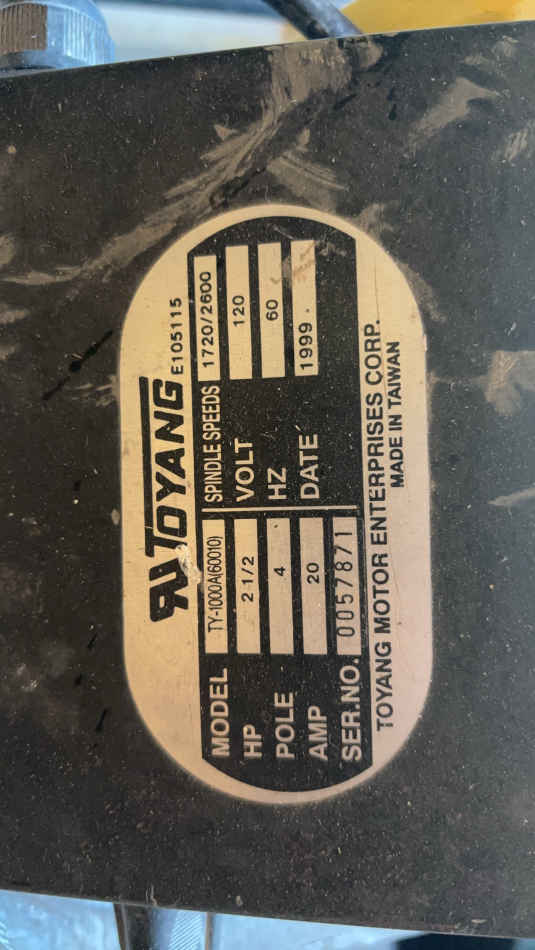 TOYANG E105115
MODEL TY-1000A(60010) SPINDLE SPEEDS 1720/2600
HP 2 1/2 VOLT 120
POLE 4 HZ 60
AMP 20 DATE 1999.
SER.NO. 0057871
TOYANG MOTOR ENTERPRISES CORP.
MADE IN TAIWAN